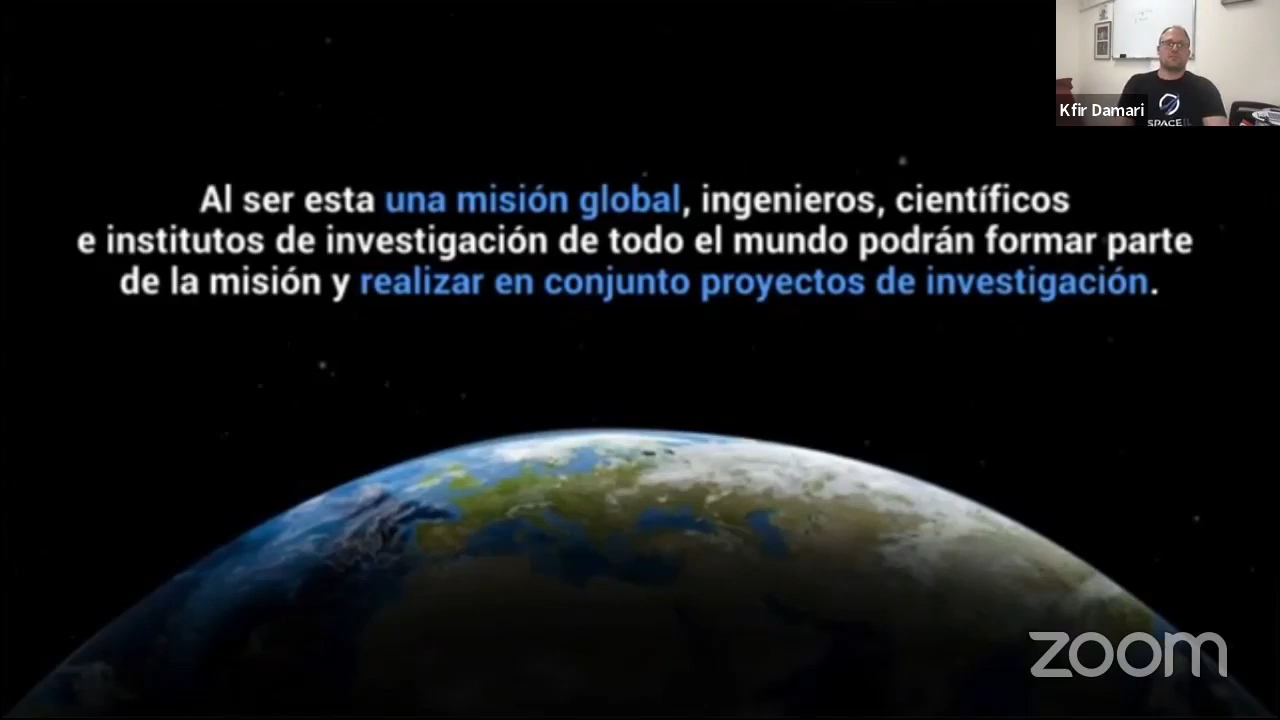 Kfir Damari
SPACEIL
Al ser esta una misión global, ingenieros, científicos
e institutos de investigación de todo el mundo podrán formar parte
de la misión y realizar en conjunto proyectos de investigación.
zoom